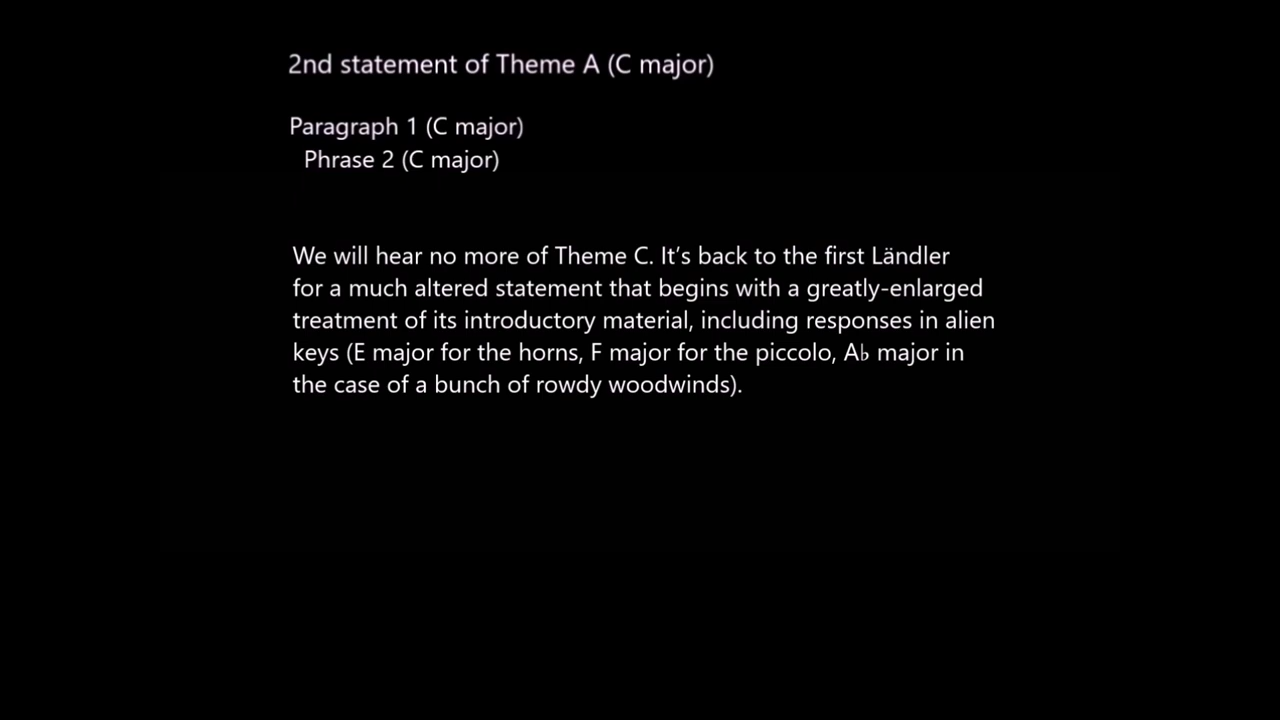 2nd statement of Theme A (C major)
Paragraph 1 (C major)
Phrase 2 (C major)
We will hear no more of Theme C. It’s back to the first Ländler
for a much altered statement that begins with a greatly-enlarged
treatment of its introductory material, including responses in alien
keys (E major for the horns, F major for the piccolo, A♭ major in
the case of a bunch of rowdy woodwinds).